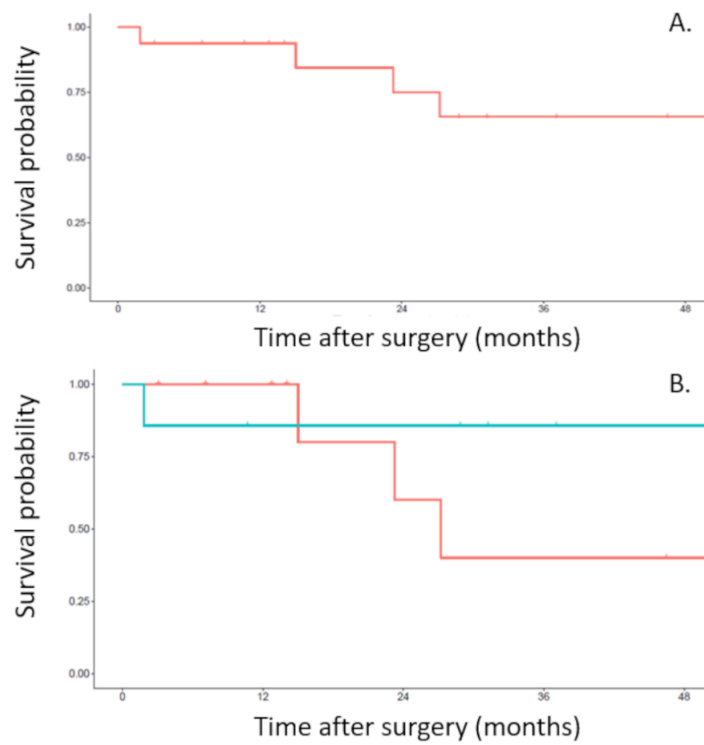 A.
Survival probability
1.00
0.75
0.50
0.25
0.00
0 12 24 36 48
Time after surgery (months)
B.
Survival probability
1.00
0.75
0.50
0.25
0.00
0 12 24 36 48
Time after surgery (months)